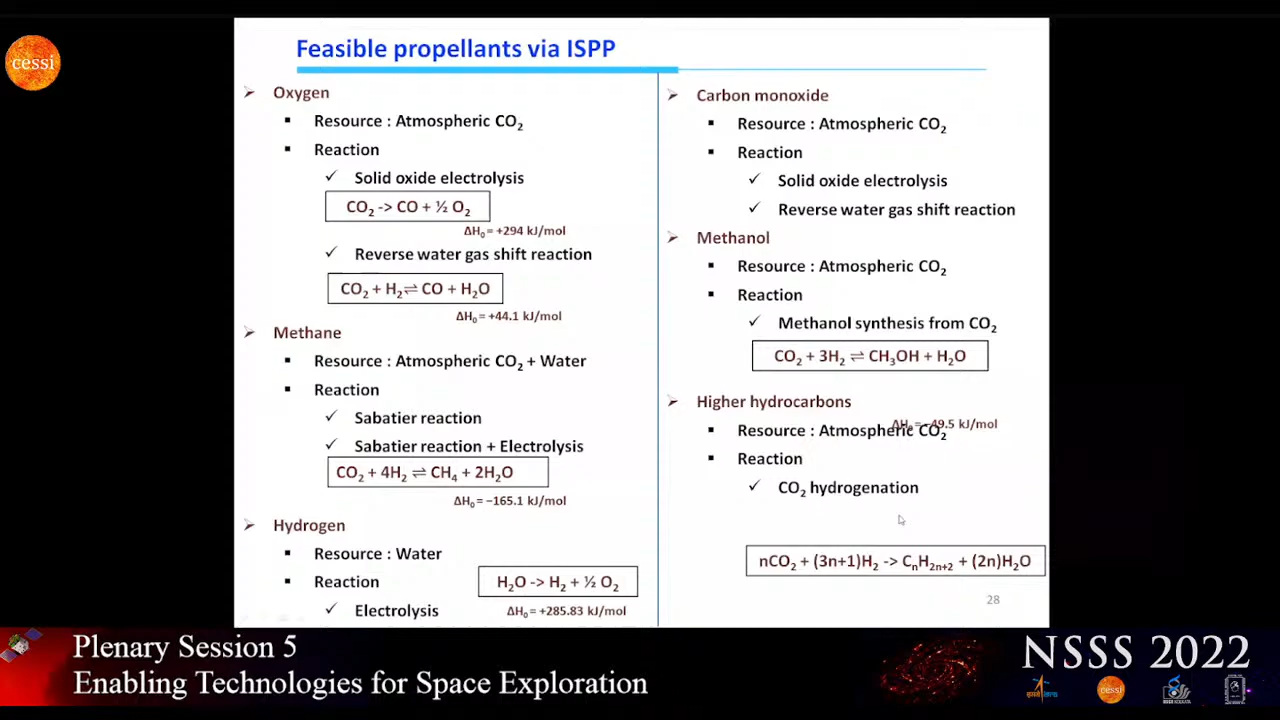 cessi
Feasible propellants via ISPP
➢ Oxygen
▪ Resource : Atmospheric CO₂
▪ Reaction
✓ Solid oxide electrolysis
CO₂ -> CO + ½ O₂
ΔH₀ = +294 kJ/mol
✓ Reverse water gas shift reaction
CO₂ + H₂ ⇌ CO + H₂O
ΔH₀ = +44.1 kJ/mol
➢ Methane
▪ Resource : Atmospheric CO₂ + Water
▪ Reaction
✓ Sabatier reaction
✓ Sabatier reaction + Electrolysis
CO₂ + 4H₂ ⇌ CH₄ + 2H₂O
ΔH₀ = −165.1 kJ/mol
➢ Hydrogen
▪ Resource : Water
▪ Reaction
H₂O -> H₂ + ½ O₂
✓ Electrolysis
ΔH₀ = +285.83 kJ/mol
➢ Carbon monoxide
▪ Resource : Atmospheric CO₂
▪ Reaction
✓ Solid oxide electrolysis
✓ Reverse water gas shift reaction
➢ Methanol
▪ Resource : Atmospheric CO₂
▪ Reaction
✓ Methanol synthesis from CO₂
CO₂ + 3H₂ ⇌ CH₃OH + H₂O
➢ Higher hydrocarbons
ΔH₀ = −49.5 kJ/mol
▪ Resource : Atmospheric CO₂
▪ Reaction
✓ CO₂ hydrogenation
nCO₂ + (3n+1)H₂ -> CₙH₂ₙ₊₂ + (2n)H₂O
28
Plenary Session 5
Enabling Technologies for Space Exploration
NSSS 2022
cessi